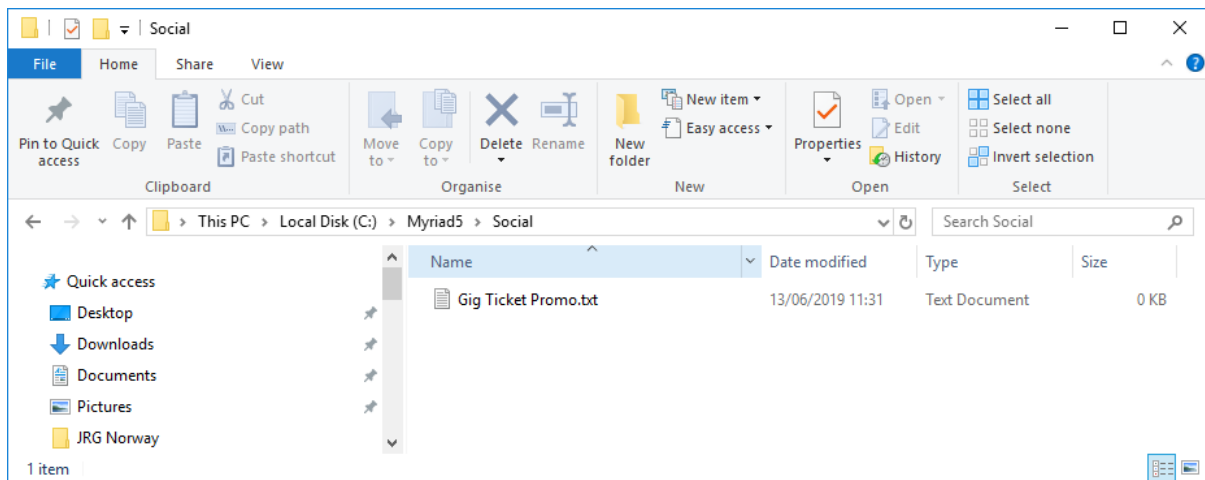 Social
File Home Share View
Pin to Quick access
Copy
Paste
Cut
Copy path
Paste shortcut
Clipboard
Move to
Copy to
Delete
Rename
Organise
New folder
New item
Easy access
New
Properties
Open
Edit
History
Open
Select all
Select none
Invert selection
Select
This PC > Local Disk (C:) > Myriad5 > Social
Search Social
Quick access
Desktop
Downloads
Documents
Pictures
JRG Norway
Name Date modified Type Size
Gig Ticket Promo.txt 13/06/2019 11:31 Text Document 0 KB
1 item